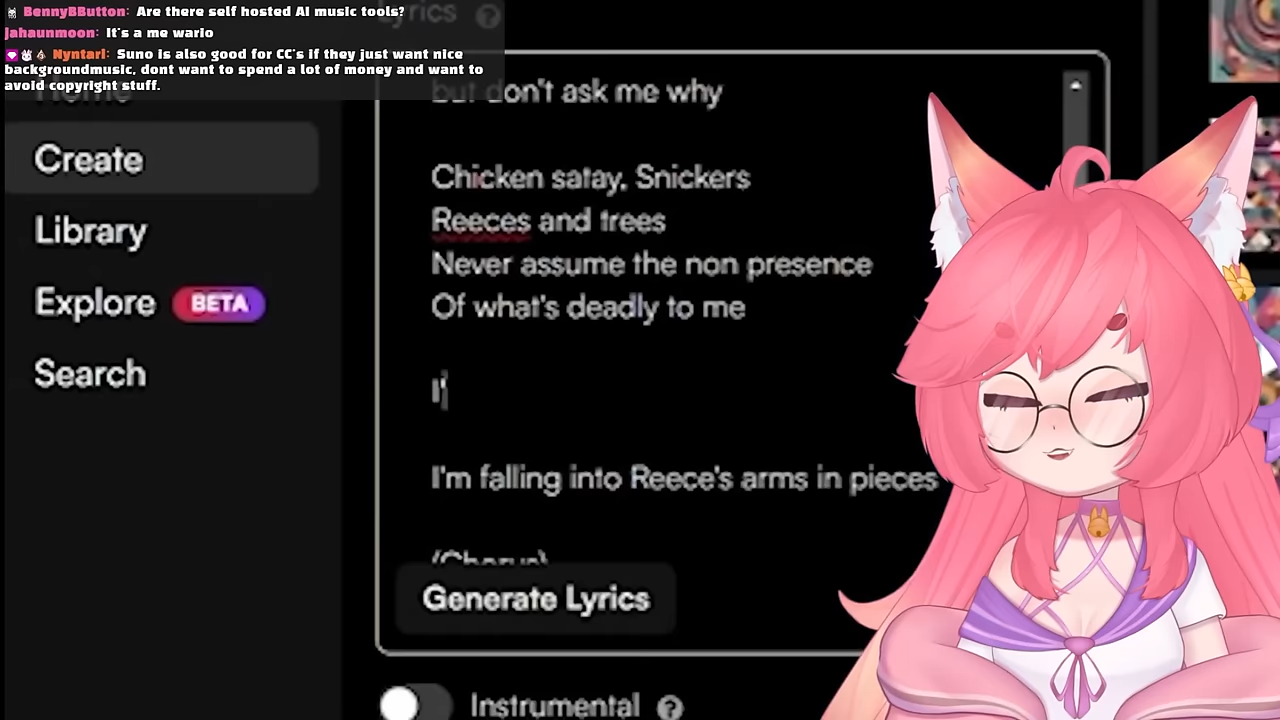 BennyBButton: Are there self hosted AI music tools?
Jahaunmoon: It's a me wario
Nyntarl: Suno is also good for CC's if they just want nice
backgroundmusic, dont want to spend a lot of money and want to
avoid copyright stuff.
Lyrics ?
Home
Create
Library
Explore BETA
Search
but don't ask me why
Chicken satay, Snickers
Reeces and trees
Never assume the non presence
Of what's deadly to me
I'
I'm falling into Reece's arms in pieces
(Chorus)
Generate Lyrics
Instrumental ?